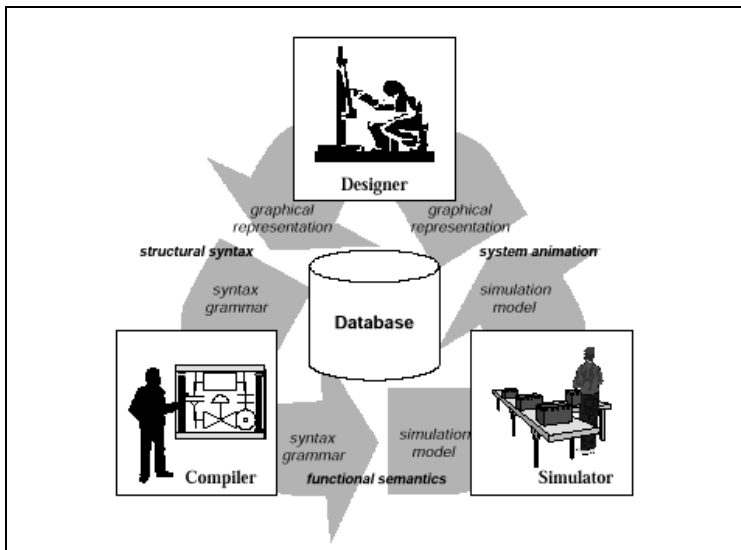 Designer
graphical
representation
graphical
representation
structural syntax
system animation
syntax
grammar
simulation
model
Database
Compiler
syntax
grammar
simulation
model
functional semantics
Simulator